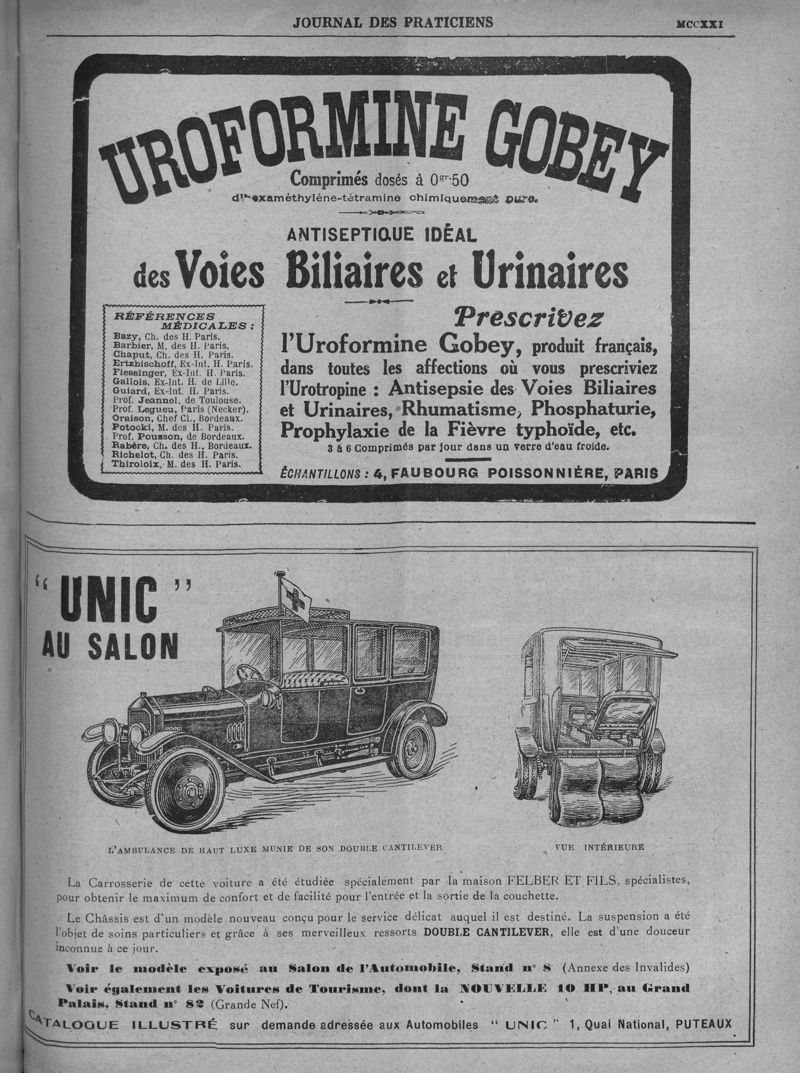 JOURNAL DES PRATICIENS
MCCXXI
UROFORMINE GOBEY
Comprimés dosés à 0gr.50
d'hexaméthylène-tétramine chimiquement pure.
ANTISEPTIQUE IDÉAL
des Voies Biliaires et Urinaires
RÉFÉRENCES
MÉDICALES :
Bazy, Ch. des H. Paris.
Barbier, M. des H. Paris.
Chaput, Ch. des H. Paris.
Ertzbischoff, Ex-Int. H. Paris.
Fiessinger, Ex-Int. H. Paris.
Gallois, Ex-Int. H. de Lille.
Guiard, Ex-Int. H. Paris.
Prof. Jeannel, de Toulouse.
Prof. Legueu, Paris (Necker).
Oraison, Chef Cl., Bordeaux.
Potocki, M. des H. Paris.
Prof. Pousson, de Bordeaux.
Rabère, Ch. des H., Bordeaux.
Richelot, Ch. des H. Paris.
Thiroloix, M. des H. Paris.
Prescrivez
l'Uroformine Gobey, produit français,
dans toutes les affections où vous prescriviez
l'Urotropine : Antisepsie des Voies Biliaires
et Urinaires, Rhumatisme, Phosphaturie,
Prophylaxie de la Fièvre typhoïde, etc.
3 à 6 Comprimés par jour dans un verre d'eau froide.
ÉCHANTILLONS : 4, FAUBOURG POISSONNIÈRE, PARIS
"UNIC"
AU SALON
L'AMBULANCE DE HAUT LUXE MUNIE DE SON DOUBLE CANTILEVER
VUE INTÉRIEURE
La Carrosserie de cette voiture a été étudiée spécialement par la maison FELBER ET FILS, spécialistes,
pour obtenir le maximum de confort et de facilité pour l'entrée et la sortie de la couchette.
Le Châssis est d'un modèle nouveau conçu pour le service délicat auquel il est destiné. La suspension a été
l'objet de soins particuliers et grâce à ses merveilleux ressorts DOUBLE CANTILEVER, elle est d'une douceur
inconnue à ce jour.
Voir le modèle exposé au Salon de l'Automobile, Stand n° 8 (Annexe des Invalides)
Voir également les Voitures de Tourisme, dont la NOUVELLE 10 HP, au Grand
Palais, Stand n° 82 (Grande Nef).
CATALOGUE ILLUSTRÉ sur demande adressée aux Automobiles "UNIC" 1, Quai National, PUTEAUX